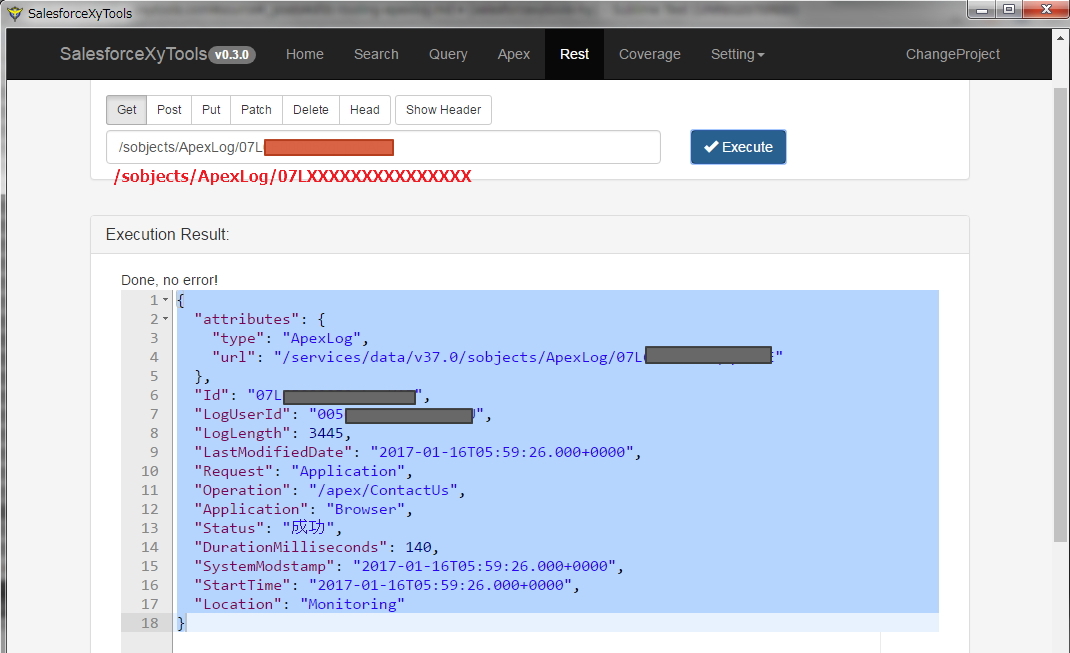 SalesforceXyTools
SalesforceXyTools v0.3.0 Home Search Query Apex Rest Coverage Setting ChangeProject
Get Post Put Patch Delete Head Show Header
/sobjects/ApexLog/07L Execute
/sobjects/ApexLog/07LXXXXXXXXXXXXXXX
Execution Result:
Done, no error!
1 {
2 "attributes": {
3 "type": "ApexLog",
4 "url": "/services/data/v37.0/sobjects/ApexLog/07L"
5 },
6 "Id": "07L",
7 "LogUserId": "005",
8 "LogLength": 3445,
9 "LastModifiedDate": "2017-01-16T05:59:26.000+0000",
10 "Request": "Application",
11 "Operation": "/apex/ContactUs",
12 "Application": "Browser",
13 "Status": "成功",
14 "DurationMilliseconds": 140,
15 "SystemModstamp": "2017-01-16T05:59:26.000+0000",
16 "StartTime": "2017-01-16T05:59:26.000+0000",
17 "Location": "Monitoring"
18 }